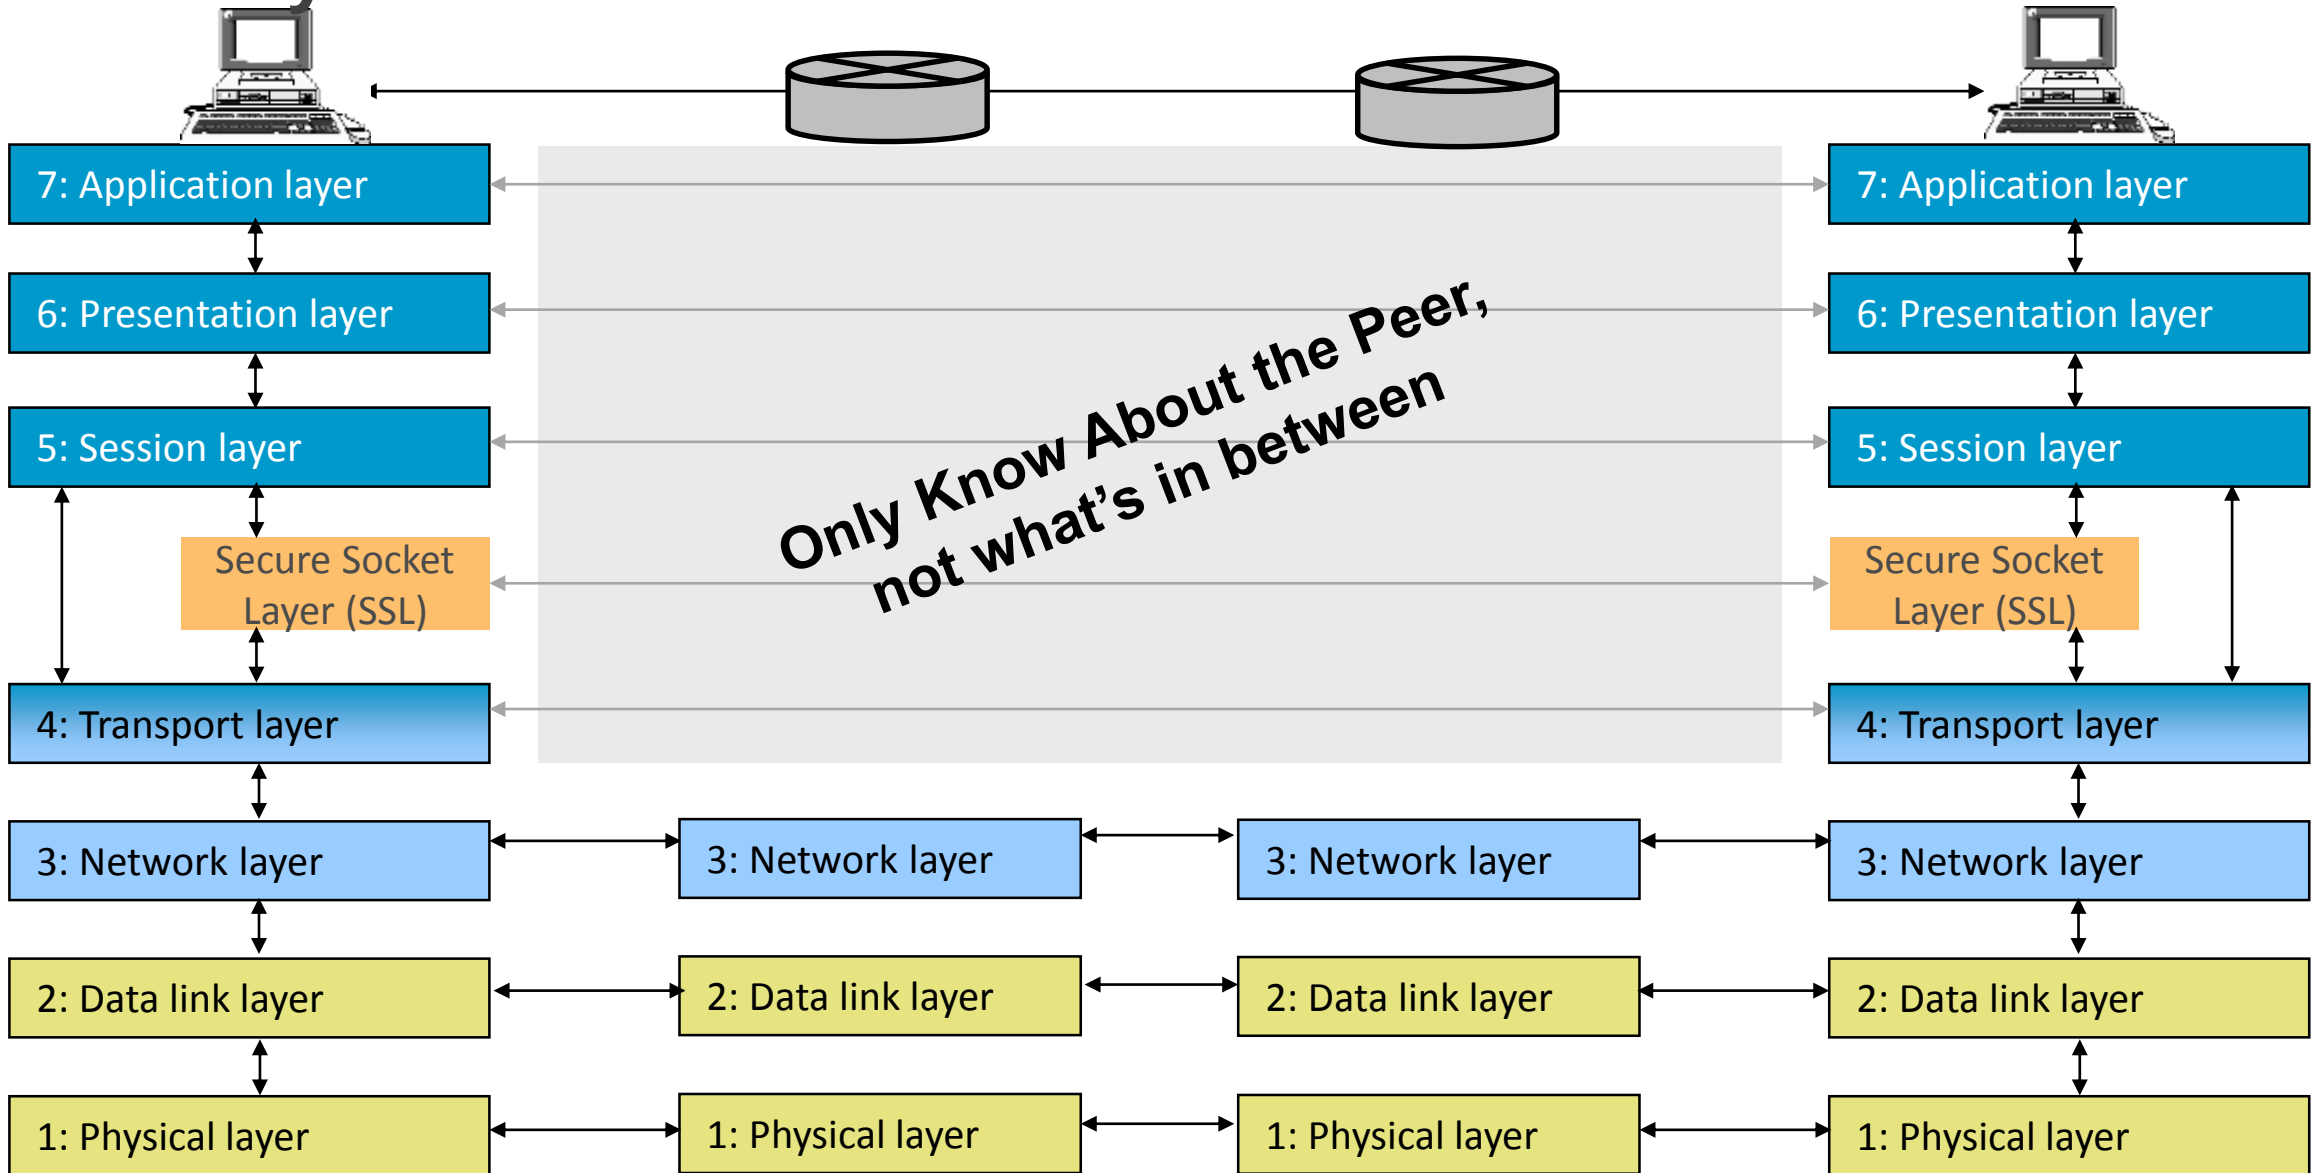 7: Application layer
7: Application layer
6: Presentation layer
6: Presentation layer
Only Know About the Peer,
not what's in between
5: Session layer
5: Session layer
Secure Socket
Layer (SSL)
Secure Socket
Layer (SSL)
4: Transport layer
4: Transport layer
3: Network layer
3: Network layer
3: Network layer
3: Network layer
2: Data link layer
2: Data link layer
2: Data link layer
2: Data link layer
1: Physical layer
1: Physical layer
1: Physical layer
1: Physical layer